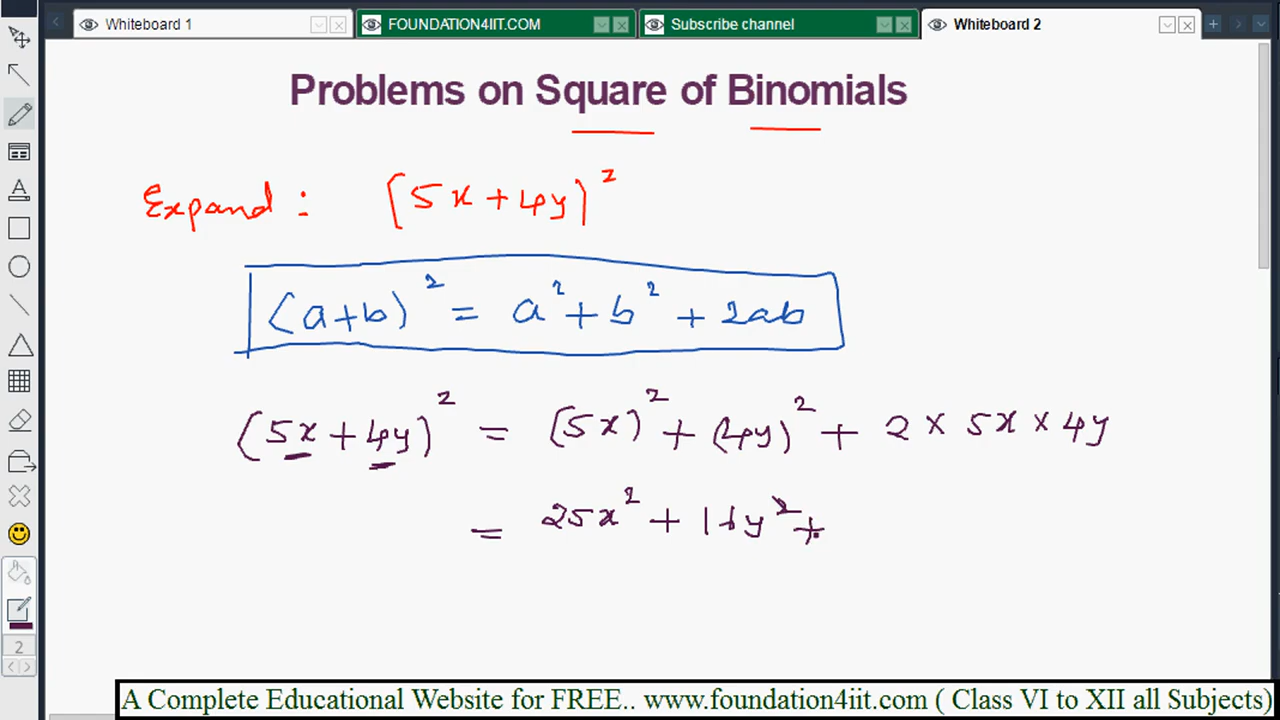 Whiteboard 1 FOUNDATION4IIT.COM Subscribe channel Whiteboard 2
Problems on Square of Binomials
Expand : (5x+4y)²
(a+b)² = a² + b² + 2ab
(5x+4y)² = (5x)² + (4y)² + 2 × 5x × 4y
= 25x² + 16y² +
2
A Complete Educational Website for FREE.. www.foundation4iit.com ( Class VI to XII all Subjects)